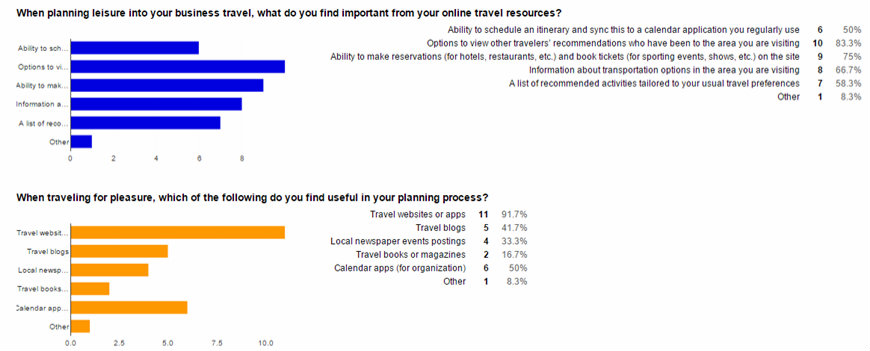 When planning leisure into your business travel, what do you find important from your online travel resources?
Ability to schedule an itinerary and sync this to a calendar application you regularly use 6 50%
Options to view other travelers' recommendations who have been to the area you are visiting 10 83.3%
Ability to make reservations (for hotels, restaurants, etc.) and book tickets (for sporting events, shows, etc.) on the site 9 75%
Information about transportation options in the area you are visiting 8 66.7%
A list of recommended activities tailored to your usual travel preferences 7 58.3%
Other 1 8.3%
Ability to sch...
Options to vi...
Ability to mak...
Information a...
A list of reco...
Other
0 2 4 6 8
When traveling for pleasure, which of the following do you find useful in your planning process?
Travel websites or apps 11 91.7%
Travel blogs 5 41.7%
Local newspaper events postings 4 33.3%
Travel books or magazines 2 16.7%
Calendar apps (for organization) 6 50%
Other 1 8.3%
Travel websit...
Travel blogs
Local newsp...
Travel books...
Calendar app...
Other
0.0 2.5 5.0 7.5 10.0